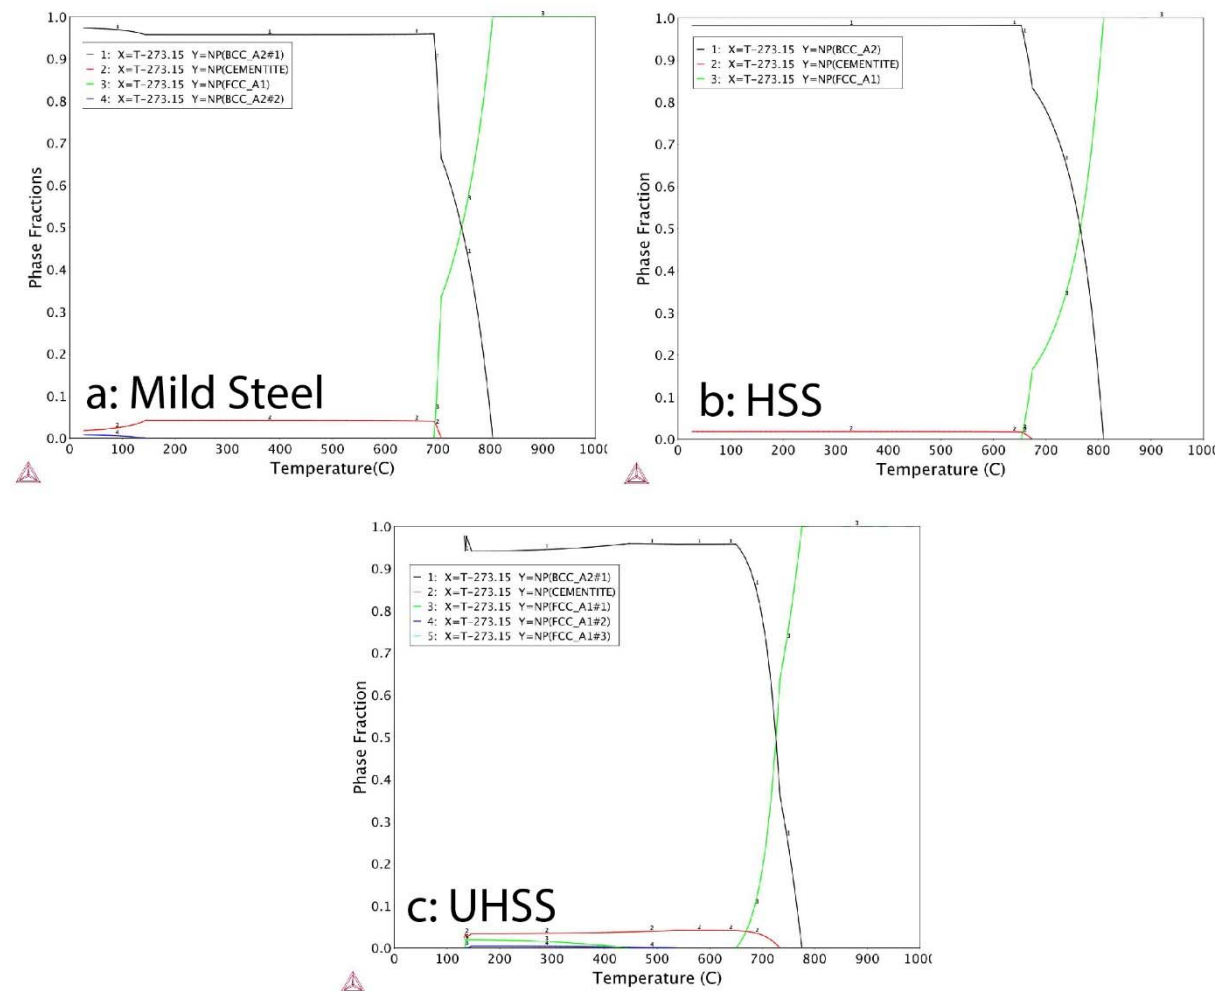 1.0
0.9
0.8
0.7
0.6
0.5
0.4
0.3
0.2
0.1
0.0
Phase Fractions
1: X=T-273.15 Y=NP(BCC_A2#1)
2: X=T-273.15 Y=NP(CEMENTITE)
3: X=T-273.15 Y=NP(FCC_A1)
4: X=T-273.15 Y=NP(BCC_A2#2)
a: Mild Steel
0 100 200 300 400 500 600 700 800 900 1000
Temperature(C)
1.0
0.9
0.8
0.7
0.6
0.5
0.4
0.3
0.2
0.1
0.0
Phase Fraction
1: X=T-273.15 Y=NP(BCC_A2)
2: X=T-273.15 Y=NP(CEMENTITE)
3: X=T-273.15 Y=NP(FCC_A1)
b: HSS
0 100 200 300 400 500 600 700 800 900 100
Temperature (C)
1.0
0.9
0.8
0.7
0.6
0.5
0.4
0.3
0.2
0.1
0.0
Phase Fraction
1: X=T-273.15 Y=NP(BCC_A2#1)
2: X=T-273.15 Y=NP(CEMENTITE)
3: X=T-273.15 Y=NP(FCC_A1#1)
4: X=T-273.15 Y=NP(FCC_A1#2)
5: X=T-273.15 Y=NP(FCC_A1#3)
c: UHSS
0 100 200 300 400 500 600 700 800 900 1000
Temperature (C)